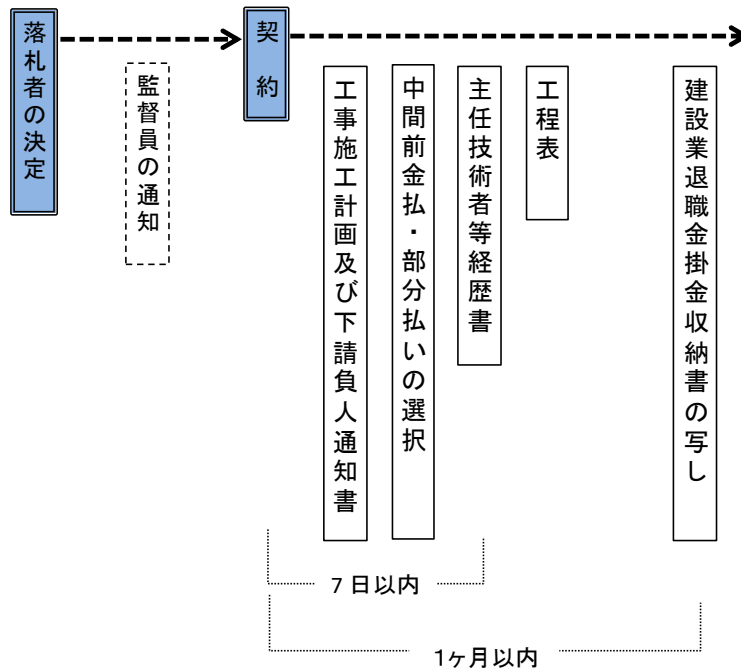 落札者の決定
監督員の通知
契約
工事施工計画及び下請負人通知書
中間前金払・部分払いの選択
主任技術者等経歴書
工程表
建設業退職金掛金収納書の写し
7日以内
1ヶ月以内